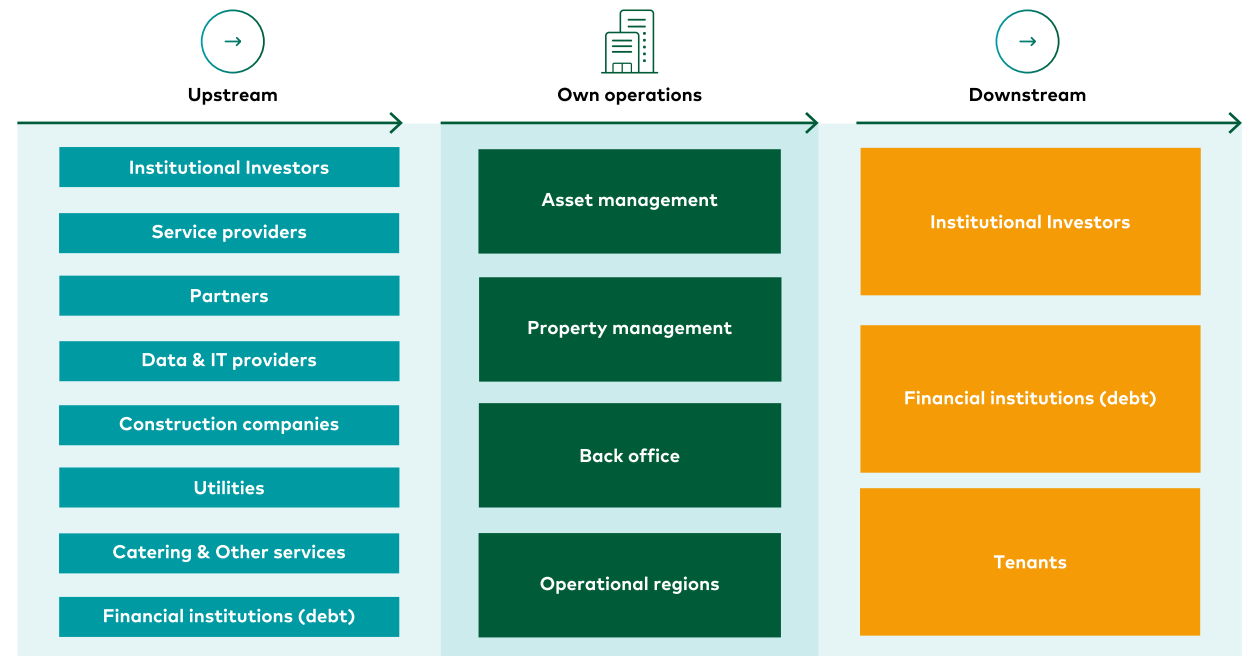 Upstream
Institutional Investors
Service providers
Partners
Data & IT providers
Construction companies
Utilities
Catering & Other services
Financial institutions (debt)
Own operations
Asset management
Property management
Back office
Operational regions
Downstream
Institutional Investors
Financial institutions (debt)
Tenants